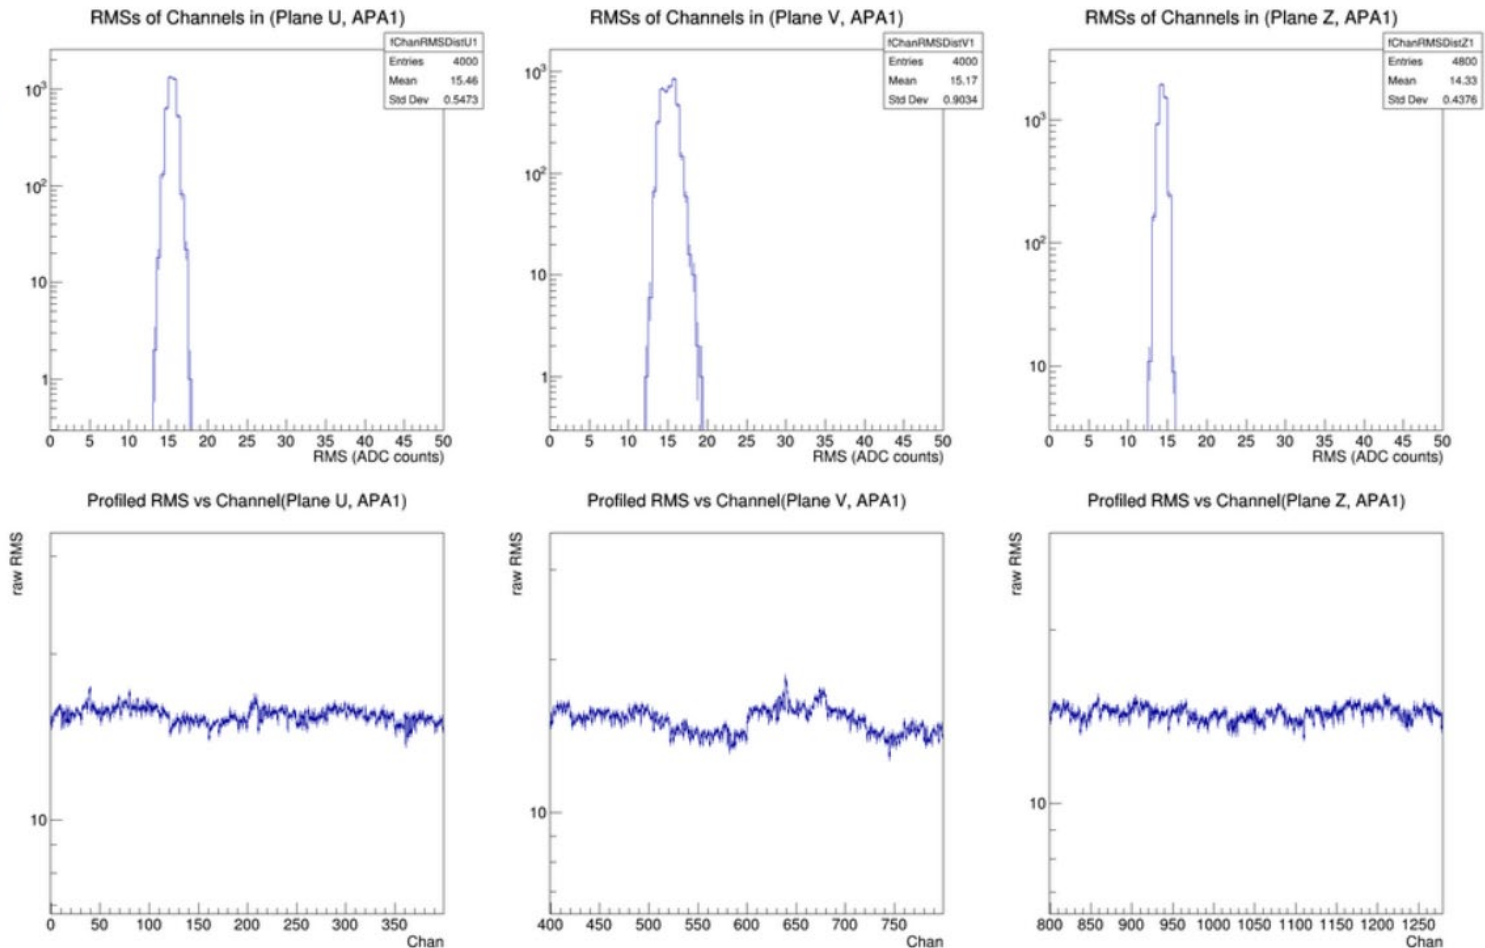 RMSs of Channels in (Plane U, APA1)
fChanRMSDistU1
Entries 4000
Mean 15.46
Std Dev 0.5473
10³
10²
10
1
0 5 10 15 20 25 30 35 40 45 50
RMS (ADC counts)
RMSs of Channels in (Plane V, APA1)
fChanRMSDistV1
Entries 4000
Mean 15.17
Std Dev 0.9034
10³
10²
10
1
0 5 10 15 20 25 30 35 40 45 50
RMS (ADC counts)
RMSs of Channels in (Plane Z, APA1)
fChanRMSDistZ1
Entries 4800
Mean 14.33
Std Dev 0.4376
10³
10²
10
0 5 10 15 20 25 30 35 40 45 50
RMS (ADC counts)
Profiled RMS vs Channel(Plane U, APA1)
raw RMS
10
0 50 100 150 200 250 300 350
Chan
Profiled RMS vs Channel(Plane V, APA1)
raw RMS
10
400 450 500 550 600 650 700 750
Chan
Profiled RMS vs Channel(Plane Z, APA1)
raw RMS
10
800 850 900 950 1000 1050 1100 1150 1200 1250
Chan